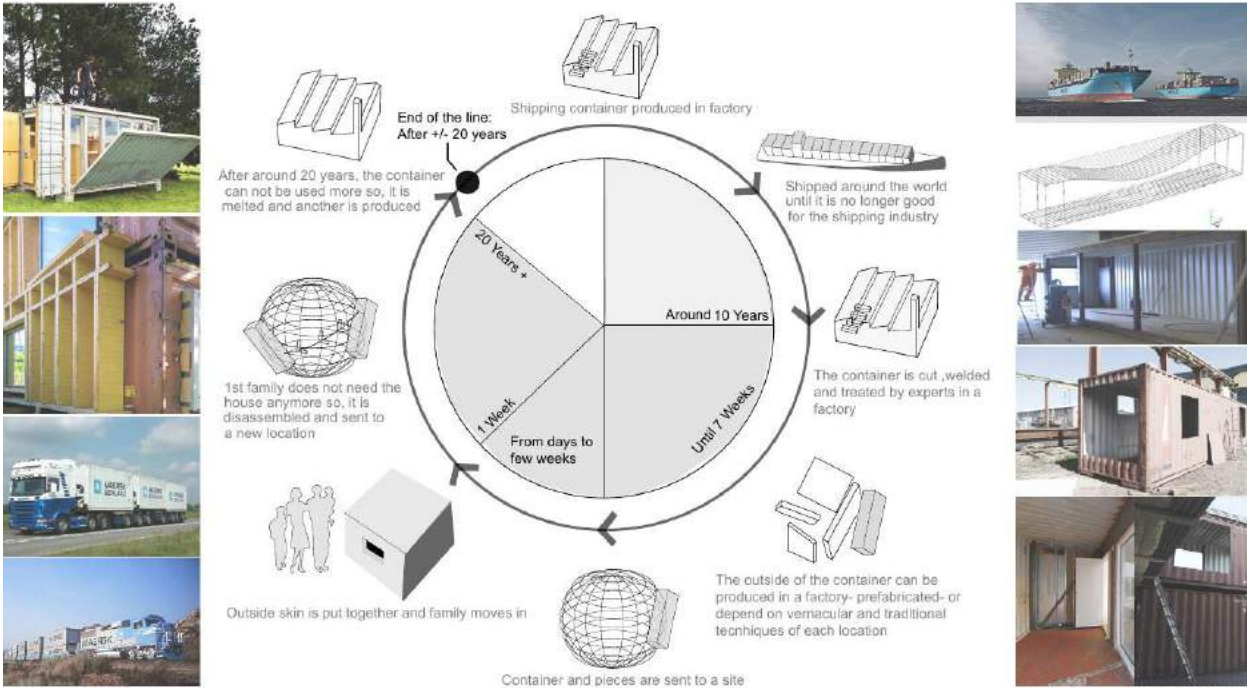 Shipping container produced in factory
End of the line:
After +/- 20 years
After around 20 years, the container
can not be used more so, it is
melted and another is produced
Shipped around the world
until it is no longer good
for the shipping industry
20 Years +
Around 10 Years
The container is cut ,welded
and treated by experts in a
factory
1st family does not need the
house anymore so, it is
disassembled and sent to
a new location
1 Week
From days to
few weeks
Until 7 Weeks
The outside of the container can be
produced in a factory- prefabricated- or
depend on vernacular and traditional
tecnhiques of each location
Outside skin is put together and family moves in
Container and pieces are sent to a site
MAERSK